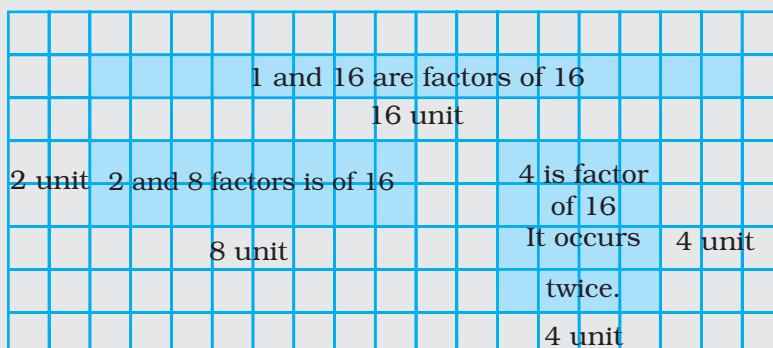 1 and 16 are factors of 16
16 unit
2 unit
2 and 8 factors is of 16
8 unit
4 is factor
of 16
It occurs
twice.
4 unit
4 unit